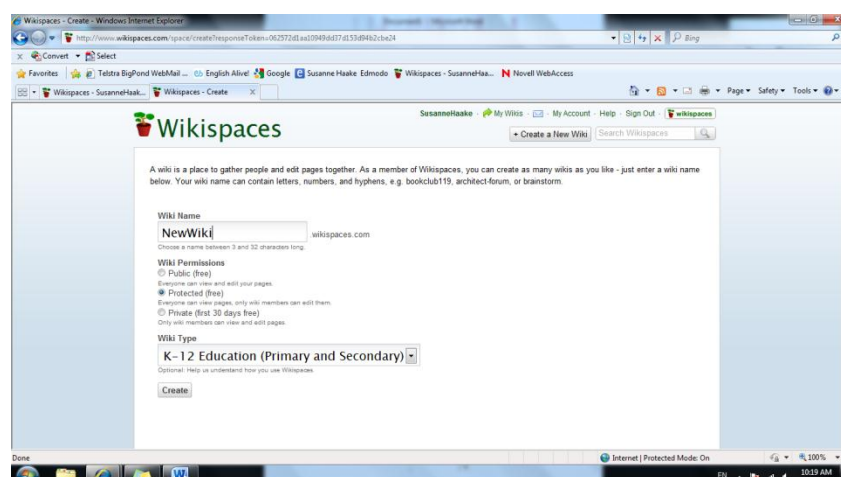 Wikispaces - Create - Windows Internet Explorer
http://www.wikispaces.com/space/create?responseToken=
Bing
x Convert Select
Favorites Telstra BigPond WebMail ... English Alive! Google Susanne Haake Edmodo Wikispaces - SusanneHaa... Novell WebAccess
Wikispaces - SusanneHaak... Wikispaces - Create X Page Safety Tools
SusanneHaake · My Wikis · My Account · Help · Sign Out · wikispaces
Wikispaces + Create a New Wiki Search Wikispaces
A wiki is a place to gather people and edit pages together. As a member of Wikispaces, you can create as many wikis as you like - just enter a wiki name
below. Your wiki name can contain letters, numbers, and hyphens, e.g. bookclub119, architect-forum, or brainstorm.
Wiki Name
NewWiki .wikispaces.com
Choose a name between 3 and 32 characters long.
Wiki Permissions
Public (free)
Everyone can view and edit your pages.
Protected (free)
Everyone can view pages, only wiki members can edit them.
Private (first 30 days free)
Only wiki members can view and edit pages
Wiki Type
K-12 Education (Primary and Secondary)
Optional: Help us understand how you use Wikispaces.
Create
Done Internet | Protected Mode: On 100%
EN 10:19 AM